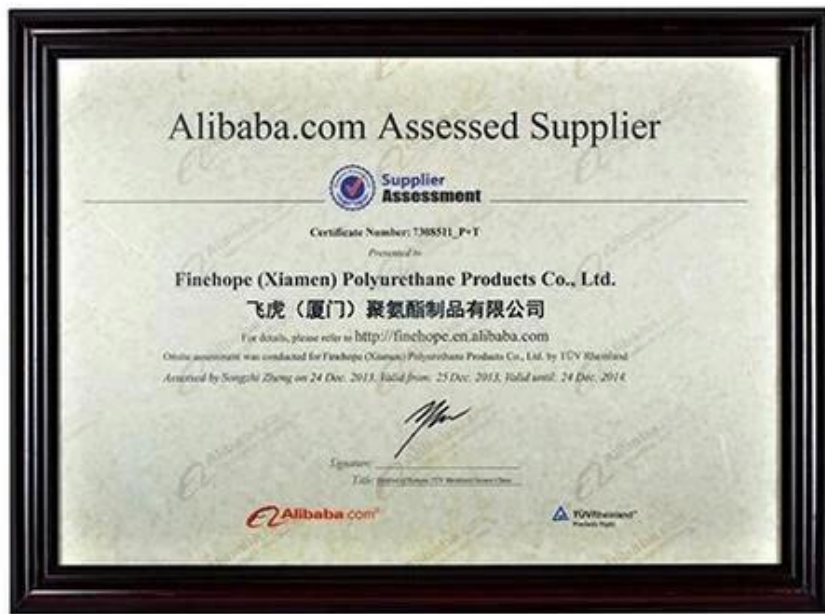 Alibaba.com Assessed Supplier
Supplier
Assessment
Certificate Number: 7308511_P+T
Presented to
Finehope (Xiamen) Polyurethane Products Co., Ltd.
飞虎（厦门）聚氨酯制品有限公司
For details, please refer to http://finehope.en.alibaba.com
Onsite assessment was conducted for Finehope (Xiamen) Polyurethane Products Co., Ltd. by TÜV Rheinland
Assessed by Songzhi Zheng on 24 Dec. 2013, Valid from: 25 Dec. 2013, Valid until: 24 Dec. 2014.
Signature:
Title:
Alibaba.com®
TÜVRheinland®
Precisely Right.